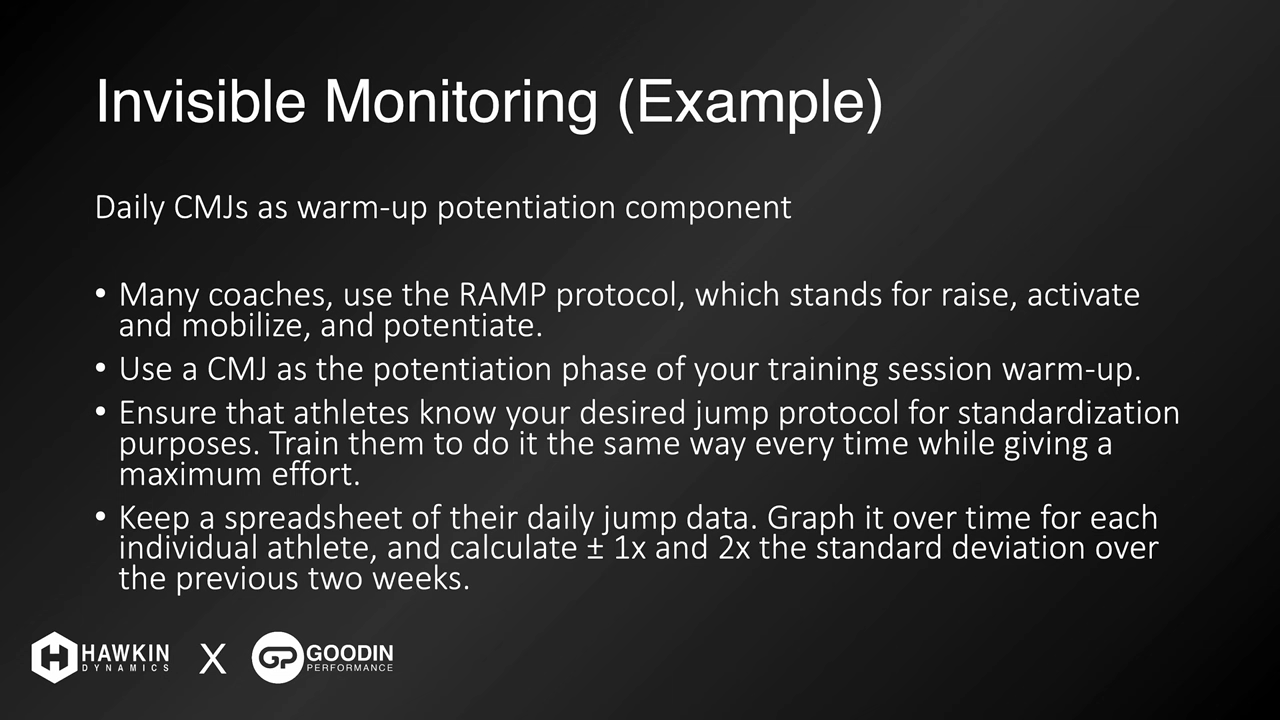 Invisible Monitoring (Example)
Daily CMJs as warm-up potentiation component
• Many coaches, use the RAMP protocol, which stands for raise, activate
and mobilize, and potentiate.
• Use a CMJ as the potentiation phase of your training session warm-up.
• Ensure that athletes know your desired jump protocol for standardization
purposes. Train them to do it the same way every time while giving a
maximum effort.
• Keep a spreadsheet of their daily jump data. Graph it over time for each
individual athlete, and calculate ± 1x and 2x the standard deviation over
the previous two weeks.
H HAWKIN
DYNAMICS
X
GP GOODIN
PERFORMANCE